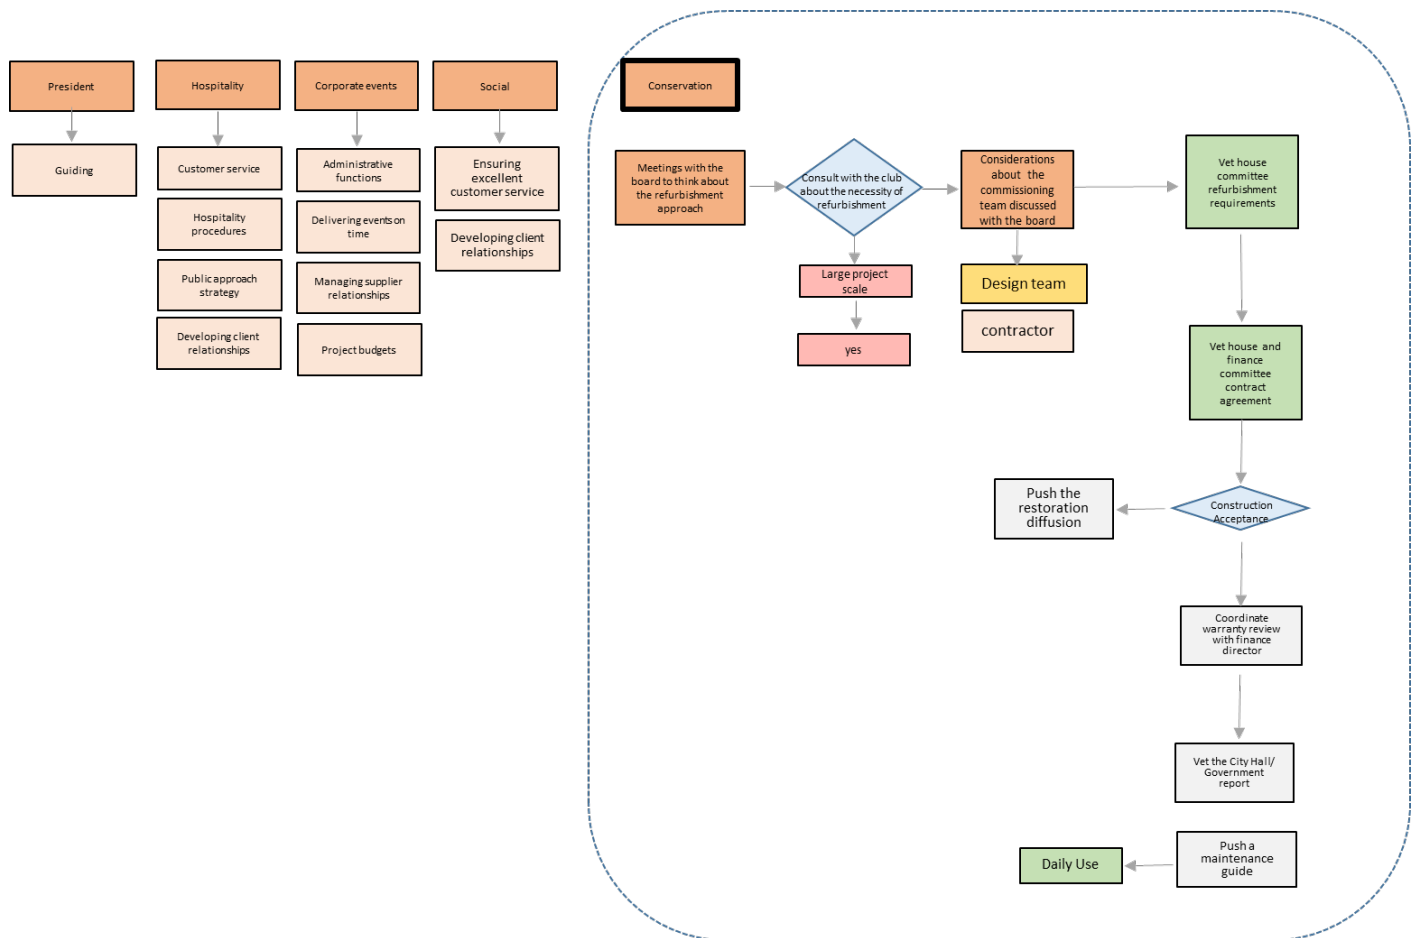 President
Guiding
Hospitality
Customer service
Hospitality
procedures
Public approach
strategy
Developing client
relationships
Corporate events
Administrative
functions
Delivering events on
time
Managing supplier
relationships
Project budgets
Social
Ensuring
excellent
customer service
Developing client
relationships
Conservation
Meetings with the
board to think about
the refurbishment
approach
Consult with the club
about the necessity of
refurbishment
Large project
scale
yes
Considerations
about the
commissioning
team discussed
with the board
Design team
contractor
Vet house
committee
refurbishment
requirements
Vet house and
finance
committee
contract
agreement
Construction
Acceptance
Push the
restoration
diffusion
Coordinate
warranty review
with finance
director
Vet the City Hall/
Government
report
Push a
maintenance
guide
Daily Use